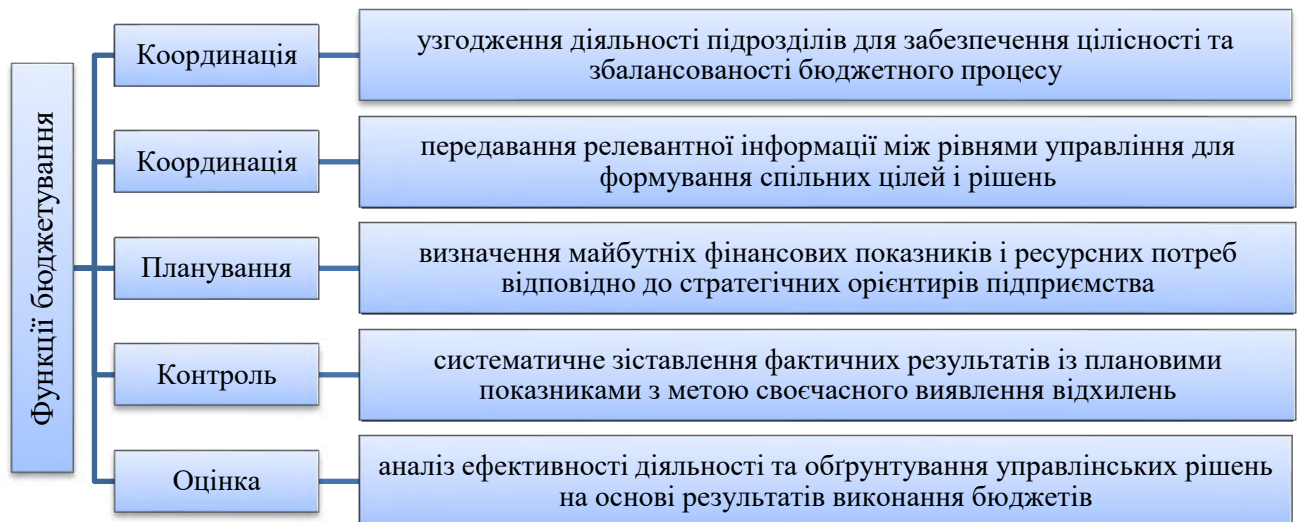 Функції бюджетування
Координація
узгодження діяльності підрозділів для забезпечення цілісності та
збалансованості бюджетного процесу
Координація
передавання релевантної інформації між рівнями управління для
формування спільних цілей і рішень
Планування
визначення майбутніх фінансових показників і ресурсних потреб
відповідно до стратегічних орієнтирів підприємства
Контроль
систематичне зіставлення фактичних результатів із плановими
показниками з метою своєчасного виявлення відхилень
Оцінка
аналіз ефективності діяльності та обґрунтування управлінських рішень
на основі результатів виконання бюджетів